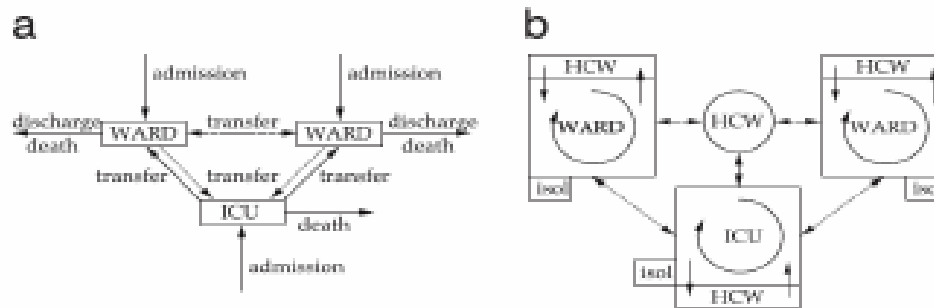 a
admission
admission
discharge
death
WARD
transfer
WARD
discharge
death
transfer
transfer
transfer
ICU
death
admission
b
HCW
WARD
isol
HCW
HCW
WARD
isol
ICU
isol
HCW